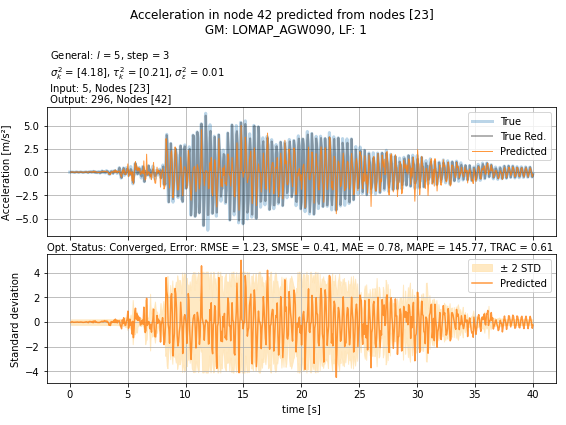 Acceleration in node 42 predicted from nodes [23]
GM: LOMAP_AGW090, LF: 1
General: l = 5, step = 3
σ²ₖ = [4.18], τ²ₖ = [0.21], σ²ₑ = 0.01
Input: 5, Nodes [23]
Output: 296, Nodes [42]
Acceleration [m/s²]
5.0
2.5
0.0
−2.5
−5.0
True
True Red.
Predicted
Opt. Status: Converged, Error: RMSE = 1.23, SMSE = 0.41, MAE = 0.78, MAPE = 145.77, TRAC = 0.61
Standard deviation
4
2
0
−2
−4
± 2 STD
Predicted
0 5 10 15 20 25 30 35 40
time [s]